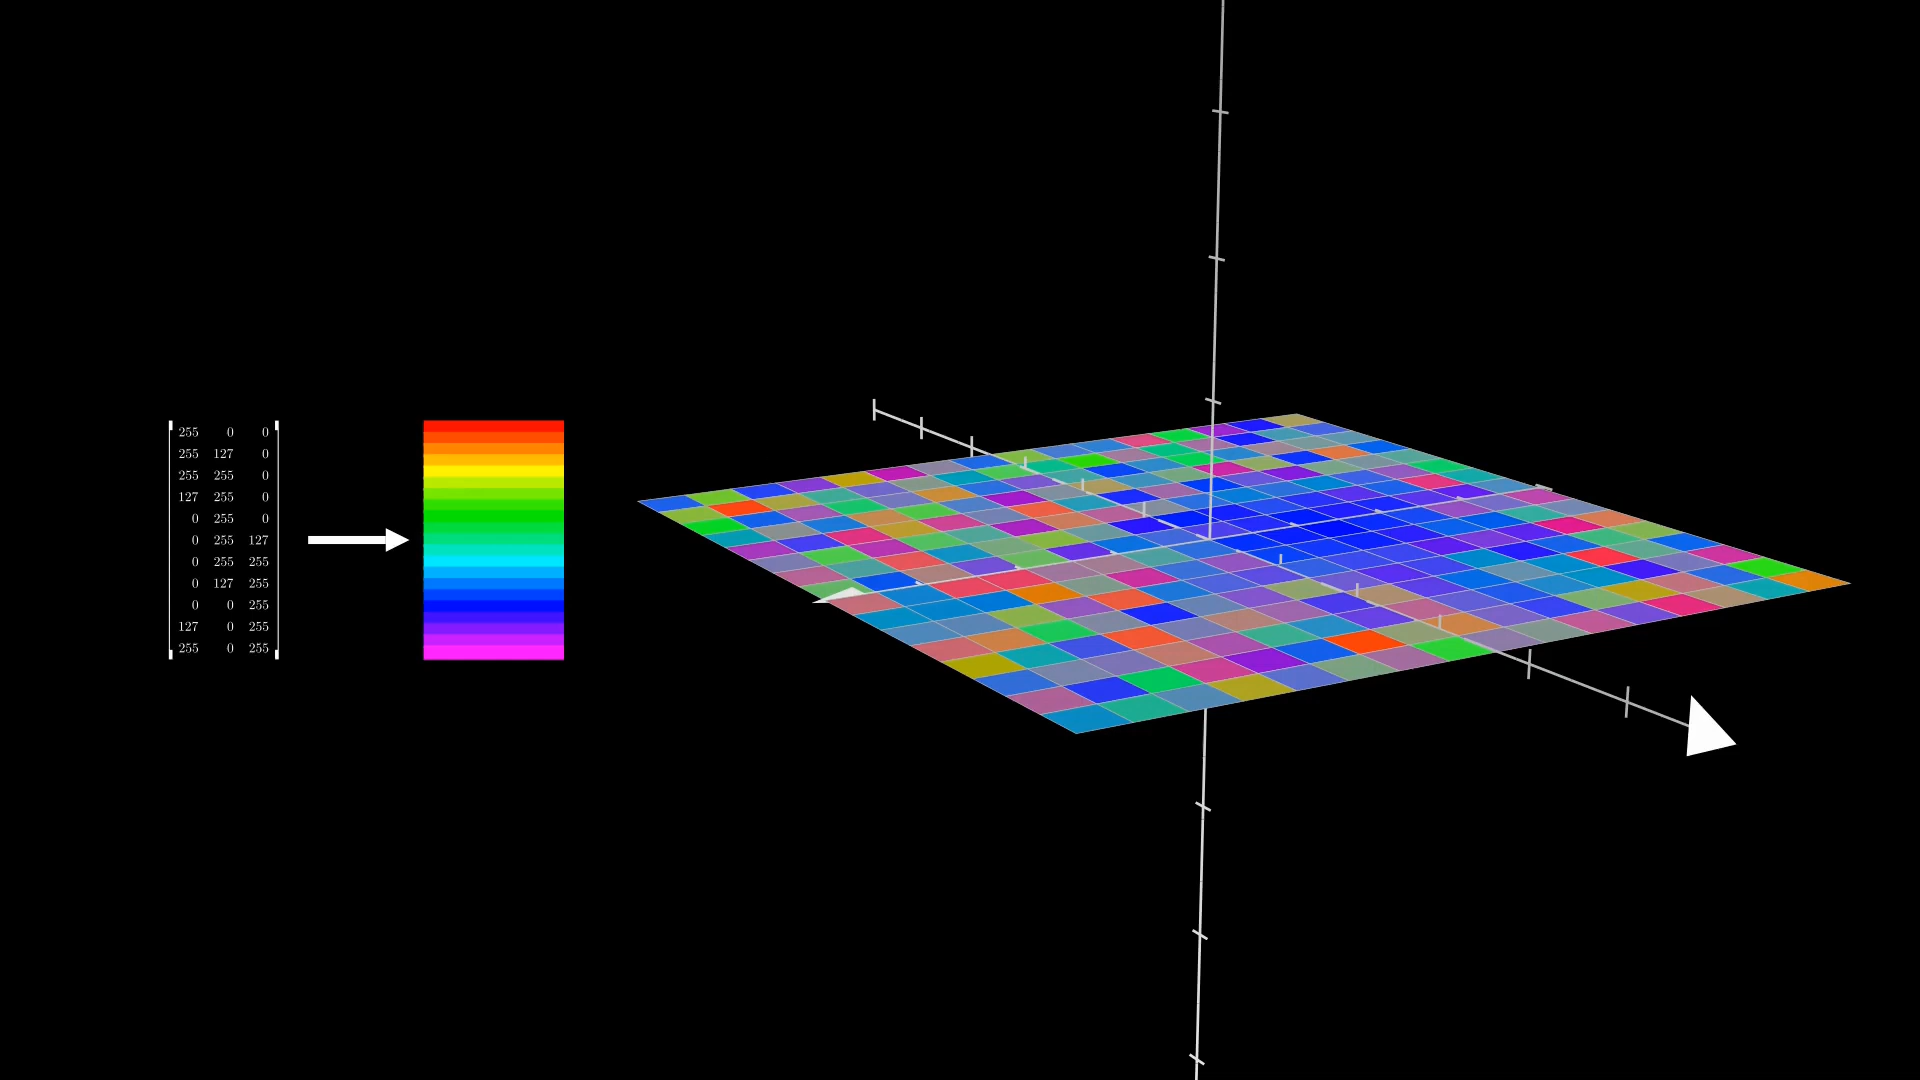 255 0 0
255 127 0
255 255 0
127 255 0
0 255 0
0 255 127
0 255 255
0 127 255
0 0 255
127 0 255
255 0 255